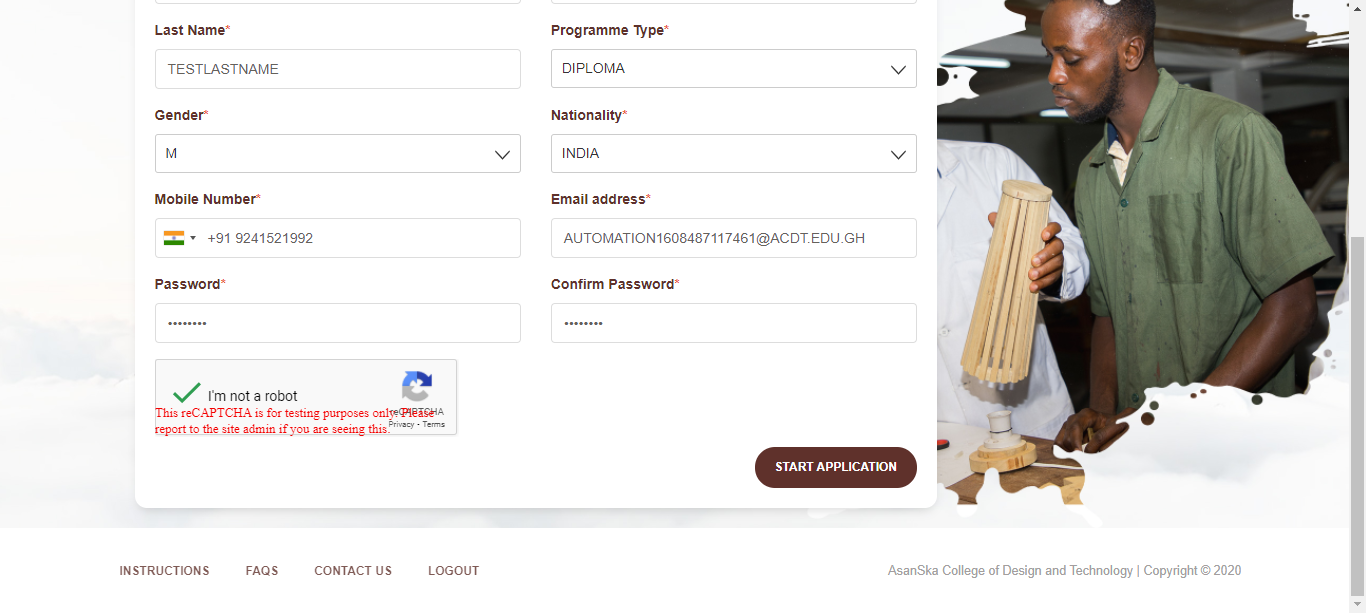 Last Name*
Programme Type*
TESTLASTNAME
DIPLOMA
Gender*
Nationality*
M
INDIA
Mobile Number*
Email address*
+91 9241521992
AUTOMATION1608487117461@ACDT.EDU.GH
Password*
Confirm Password*
••••••••
••••••••
I'm not a robot
This reCAPTCHA is for testing purposes only. Please
report to the site admin if you are seeing this.
reCAPTCHA
Privacy - Terms
START APPLICATION
INSTRUCTIONS
FAQS
CONTACT US
LOGOUT
AsanSka College of Design and Technology | Copyright © 2020